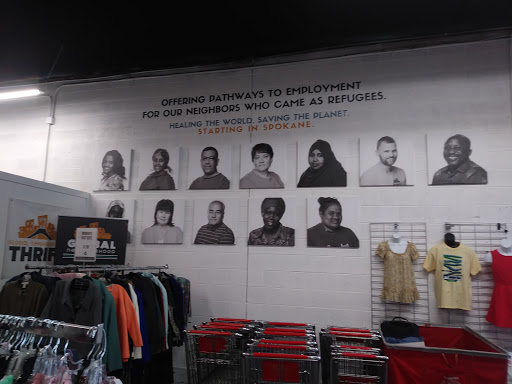 OFFERING PATHWAYS TO EMPLOYMENT
FOR OUR NEIGHBORS WHO CAME AS REFUGEES.
HEALING THE WORLD. SAVING THE PLANET.
STARTING IN SPOKANE.
THRIF
GLOBAL